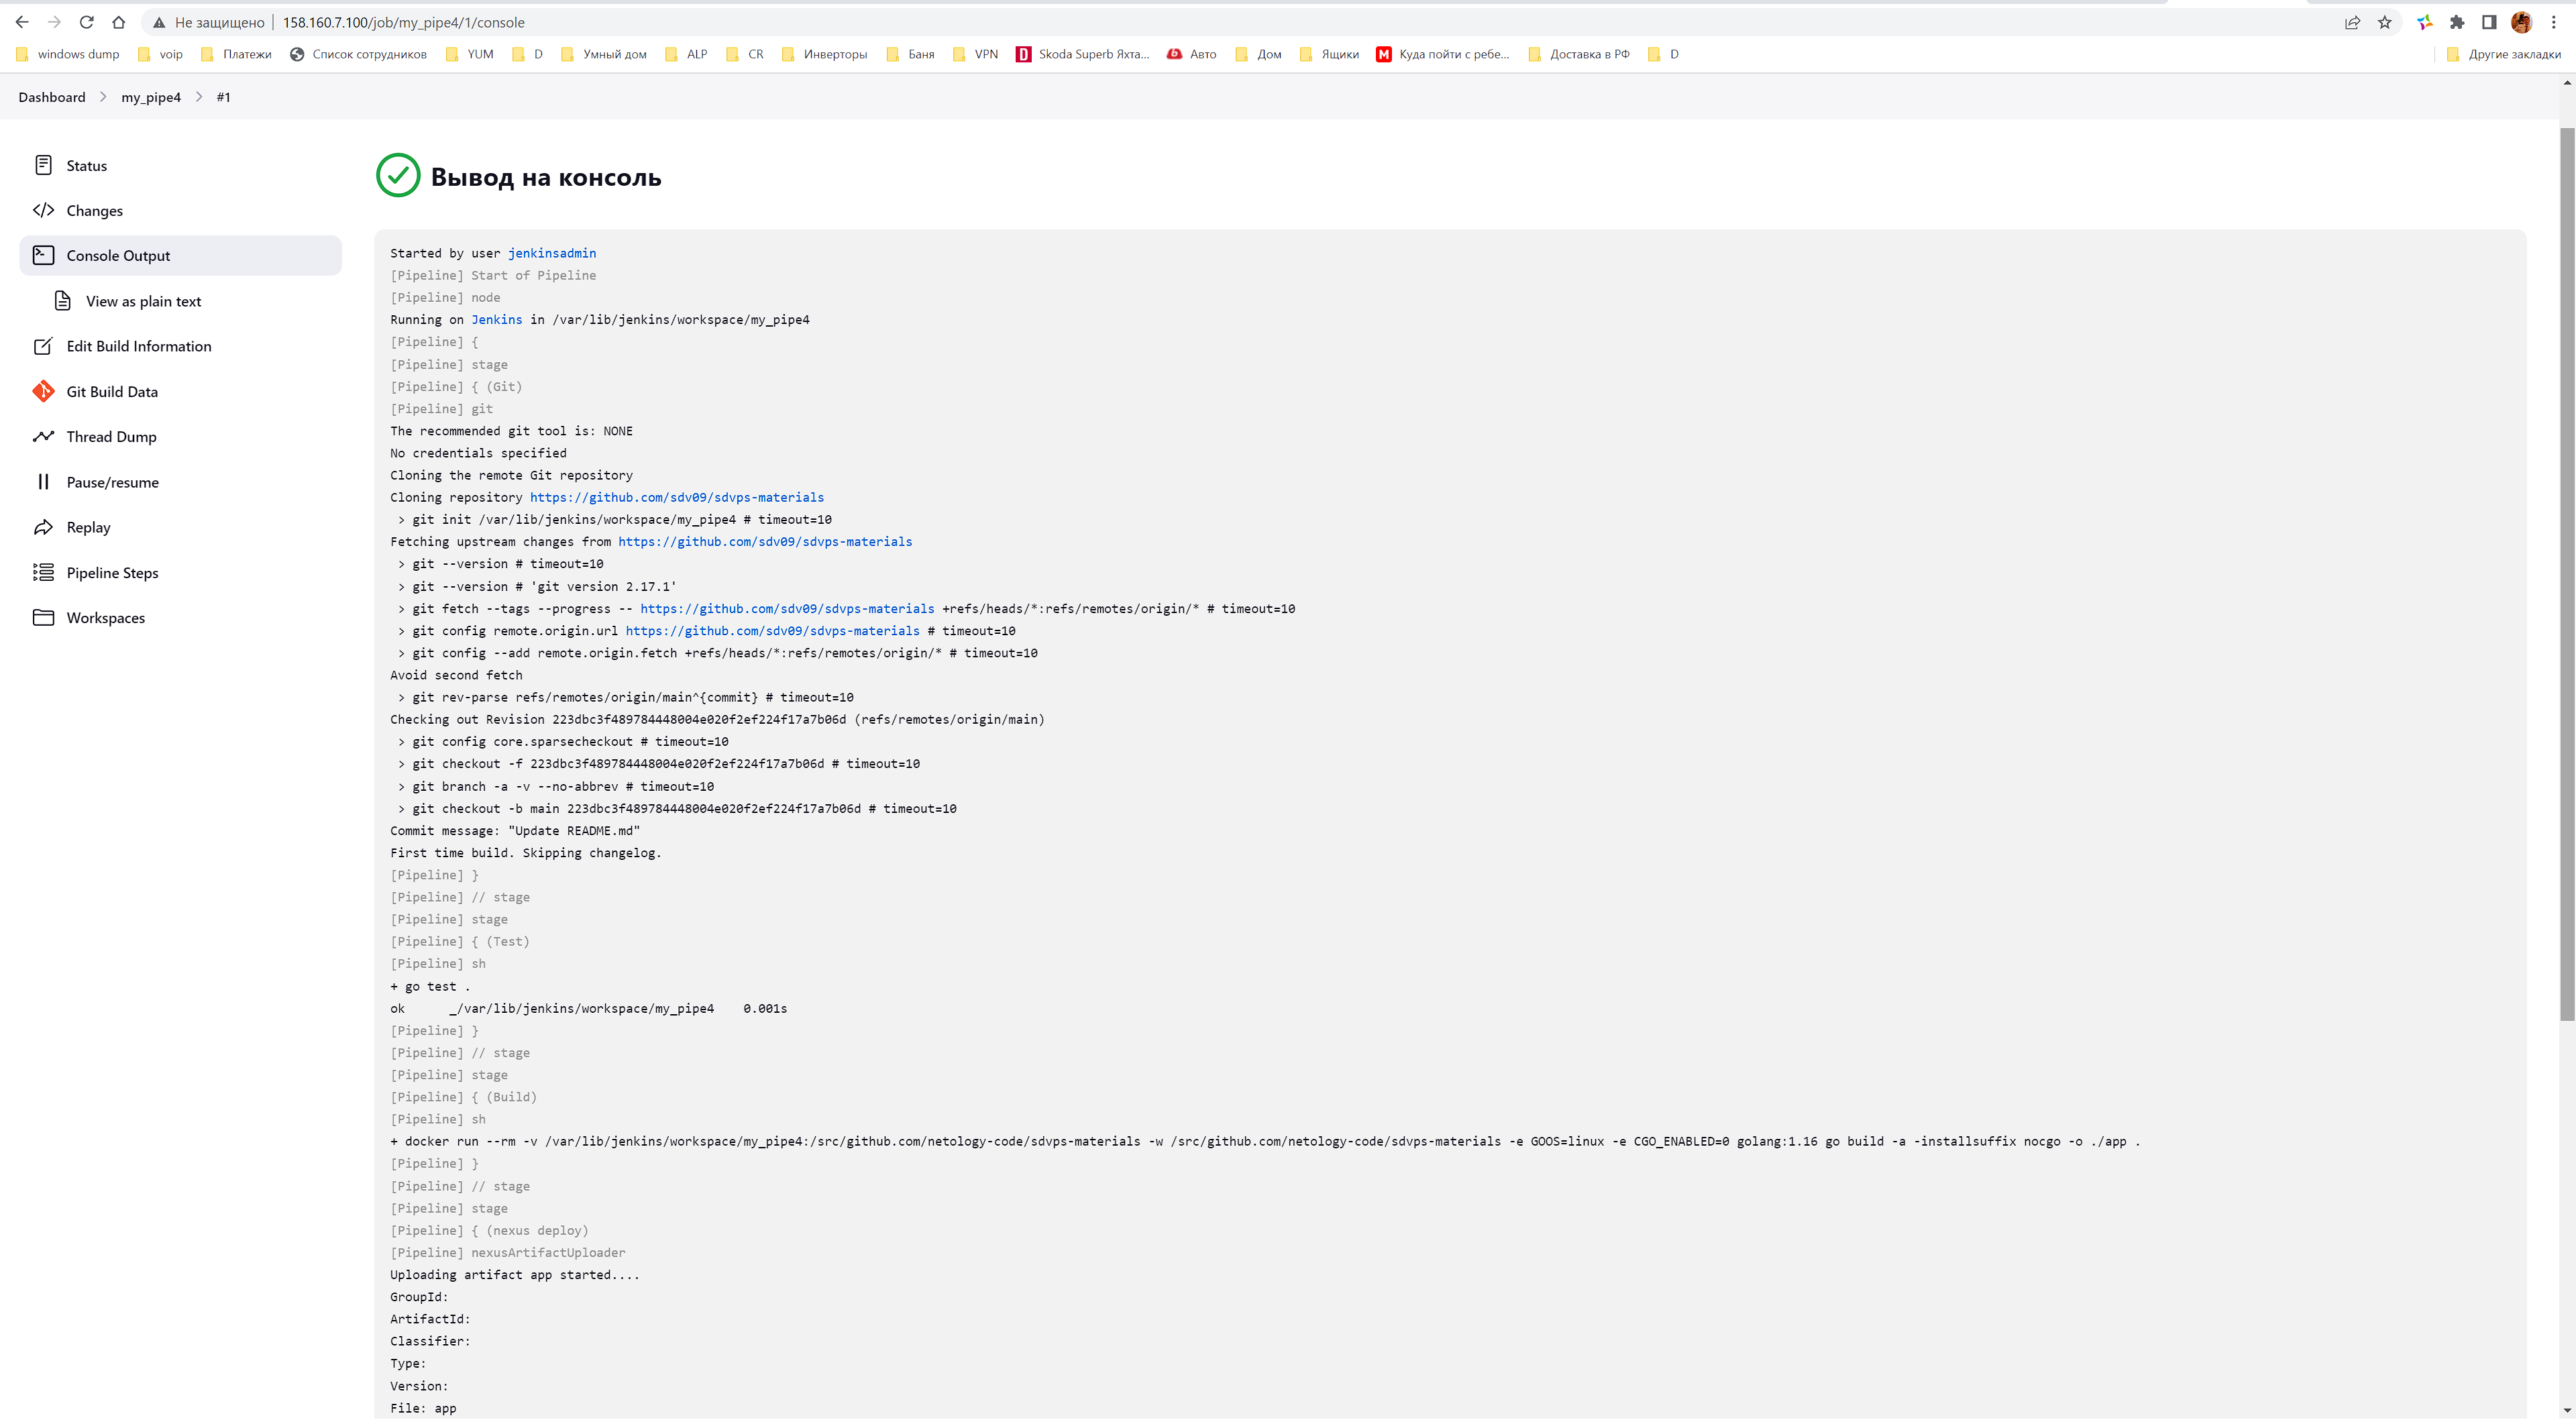 Не защищено 158.160.7.100/job/my_pipe4/1/console
windows dump voip Платежи Список сотрудников YUM D Умный дом ALP CR Инверторы Баня VPN Skoda Superb Яхта... Авто Дом Ящики Куда пойти с ребе... Доставка в РФ D Другие закладки
Dashboard my_pipe4 #1
Status
Changes
Console Output
View as plain text
Edit Build Information
Git Build Data
Thread Dump
Pause/resume
Replay
Pipeline Steps
Workspaces
Вывод на консоль
Started by user jenkinsadmin
[Pipeline] Start of Pipeline
[Pipeline] node
Running on Jenkins in /var/lib/jenkins/workspace/my_pipe4
[Pipeline] {
[Pipeline] stage
[Pipeline] { (Git)
[Pipeline] git
The recommended git tool is: NONE
No credentials specified
Cloning the remote Git repository
Cloning repository https://github.com/sdv09/sdvps-materials
> git init /var/lib/jenkins/workspace/my_pipe4 # timeout=10
Fetching upstream changes from https://github.com/sdv09/sdvps-materials
> git --version # timeout=10
> git --version # 'git version 2.17.1'
> git fetch --tags --progress -- https://github.com/sdv09/sdvps-materials +refs/heads/*:refs/remotes/origin/* # timeout=10
> git config remote.origin.url https://github.com/sdv09/sdvps-materials # timeout=10
> git config --add remote.origin.fetch +refs/heads/*:refs/remotes/origin/* # timeout=10
Avoid second fetch
> git rev-parse refs/remotes/origin/main^{commit} # timeout=10
Checking out Revision 223dbc3f489784448004e020f2ef224f17a7b06d (refs/remotes/origin/main)
> git config core.sparsecheckout # timeout=10
> git checkout -f 223dbc3f489784448004e020f2ef224f17a7b06d # timeout=10
> git branch -a -v --no-abbrev # timeout=10
> git checkout -b main 223dbc3f489784448004e020f2ef224f17a7b06d # timeout=10
Commit message: "Update README.md"
First time build. Skipping changelog.
[Pipeline] }
[Pipeline] // stage
[Pipeline] stage
[Pipeline] { (Test)
[Pipeline] sh
+ go test .
ok _/var/lib/jenkins/workspace/my_pipe4 0.001s
[Pipeline] }
[Pipeline] // stage
[Pipeline] stage
[Pipeline] { (Build)
[Pipeline] sh
+ docker run --rm -v /var/lib/jenkins/workspace/my_pipe4:/src/github.com/netology-code/sdvps-materials -w /src/github.com/netology-code/sdvps-materials -e GOOS=linux -e CGO_ENABLED=0 golang:1.16 go build -a -installsuffix nocgo -o ./app .
[Pipeline] }
[Pipeline] // stage
[Pipeline] stage
[Pipeline] { (nexus deploy)
[Pipeline] nexusArtifactUploader
Uploading artifact app started....
GroupId:
ArtifactId:
Classifier:
Type:
Version:
File: app